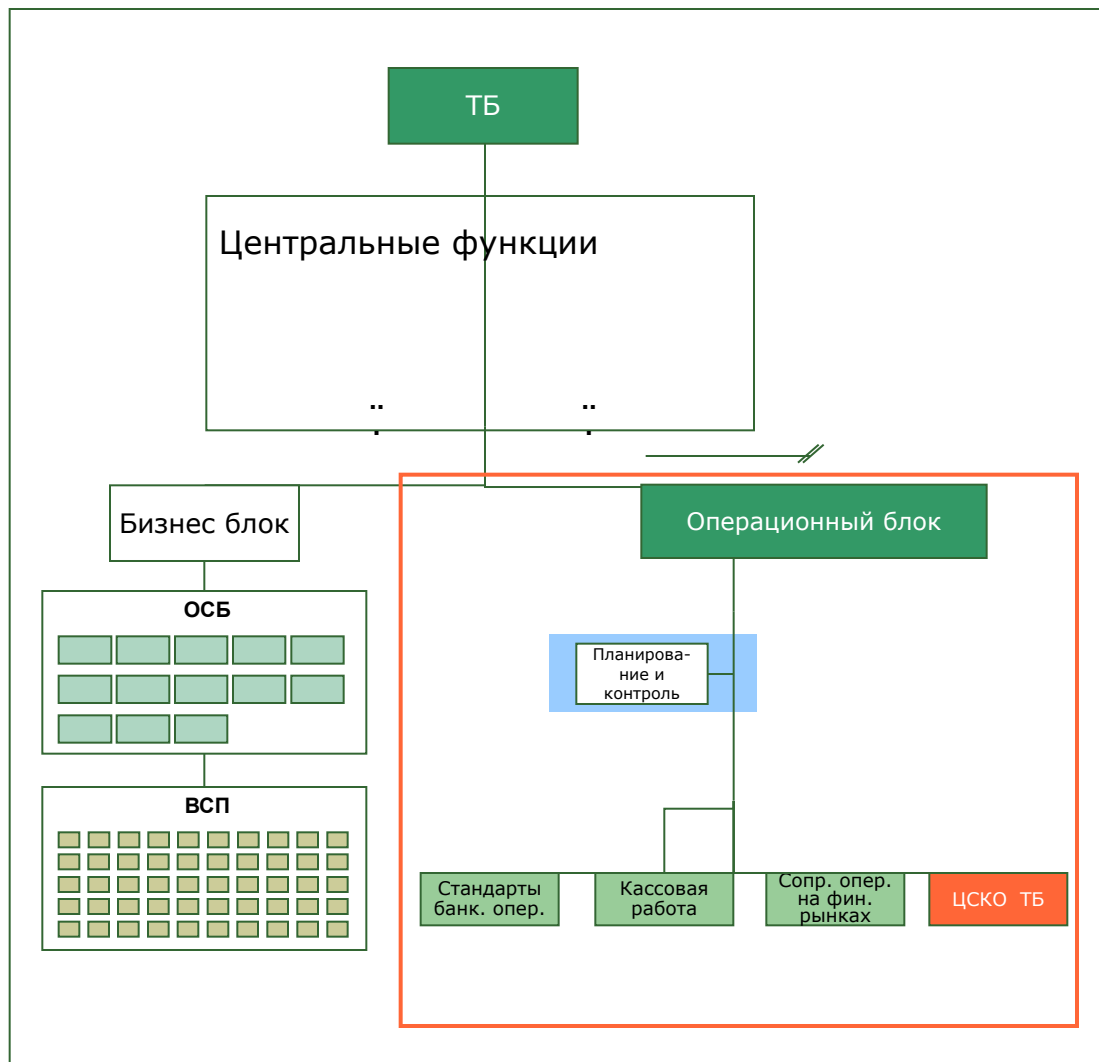 ТБ
Центральные функции
..
.
..
.
Бизнес блок
Операционный блок
ОСБ
Планирова-
ние и
контроль
ВСП
Стандарты
банк. опер.
Кассовая
работа
Сопр. опер.
на фин.
рынках
ЦСКО ТБ